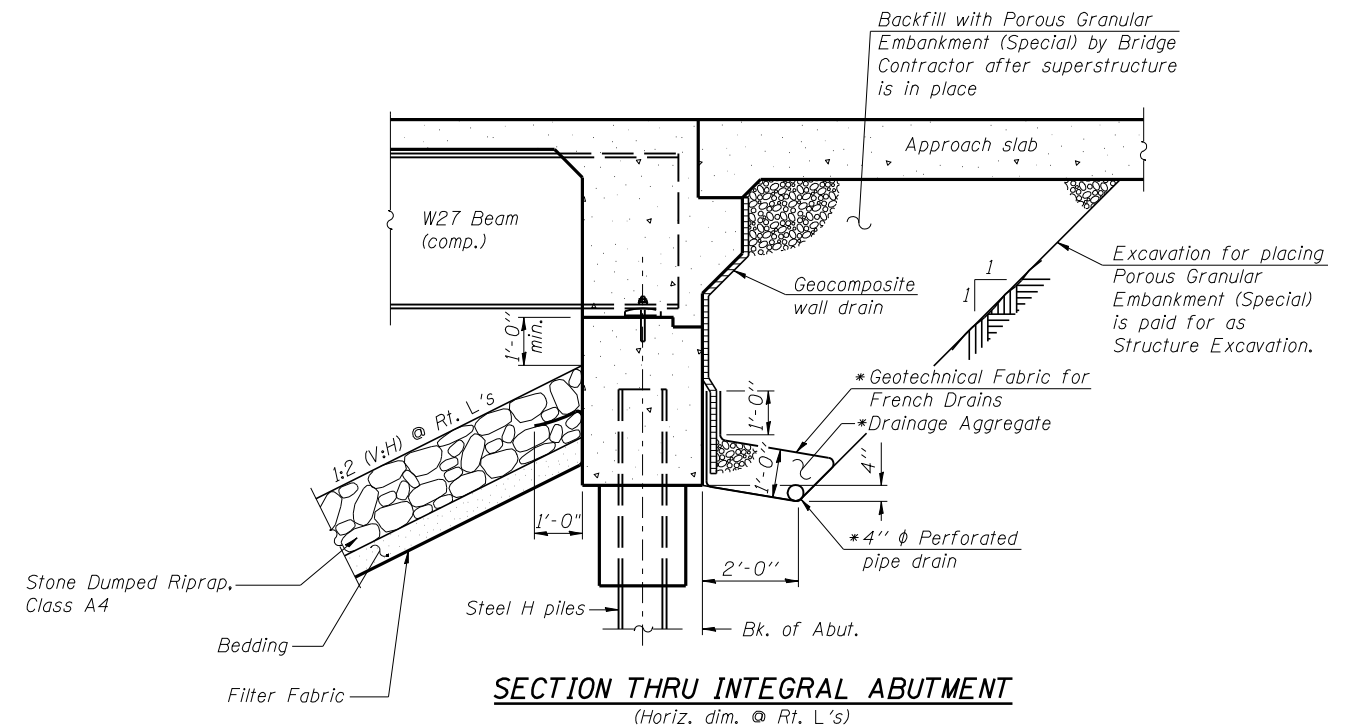 Backfill with Porous Granular
Embankment (Special) by Bridge
Contractor after superstructure
is in place
Approach slab
W27 Beam
(comp.)
Geocomposite
wall drain
1
1
Excavation for placing
Porous Granular
Embankment (Special)
is paid for as
Structure Excavation.
1'-0" min.
1:2 (V:H) @ Rt. L's
*Geotechnical Fabric for
French Drains
*Drainage Aggregate
1'-0"
1'-0"
4"
1'-0"
*4" ϕ Perforated
pipe drain
2'-0"
Stone Dumped Riprap,
Class A4
Steel H piles
Bk. of Abut.
Bedding
Filter Fabric
SECTION THRU INTEGRAL ABUTMENT
(Horiz. dim. @ Rt. L's)